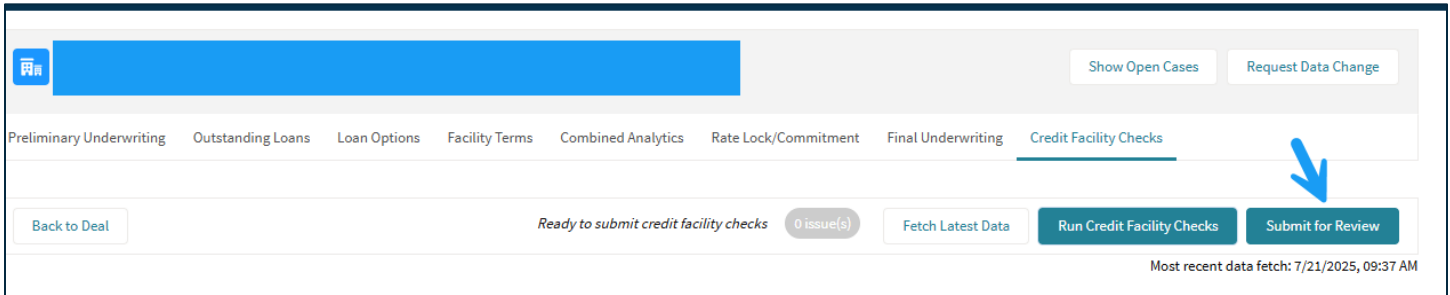 Show Open Cases Request Data Change
Preliminary Underwriting Outstanding Loans Loan Options Facility Terms Combined Analytics Rate Lock/Commitment Final Underwriting Credit Facility Checks
Back to Deal Ready to submit credit facility checks 0 issue(s) Fetch Latest Data Run Credit Facility Checks Submit for Review
Most recent data fetch: 7/21/2025, 09:37 AM